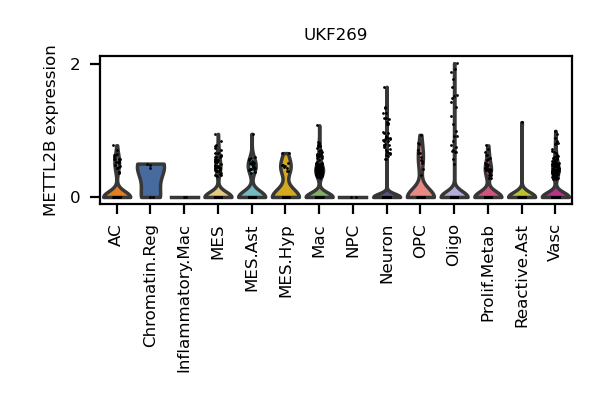 UKF269
METTL2B expression
2
0
AC
Chromatin.Reg
Inflammatory.Mac
MES
MES.Ast
MES.Hyp
Mac
NPC
Neuron
OPC
Oligo
Prolif.Metab
Reactive.Ast
Vasc